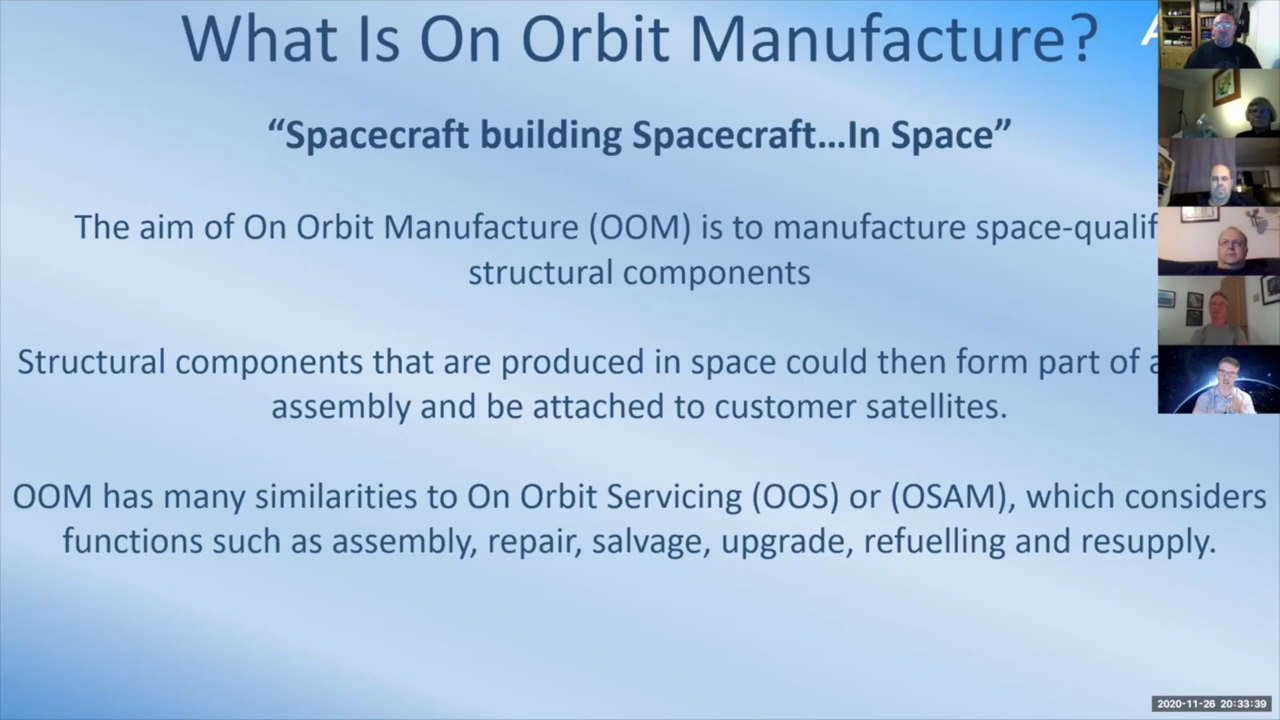 What Is On Orbit Manufacture?
“Spacecraft building Spacecraft...In Space”
The aim of On Orbit Manufacture (OOM) is to manufacture
structural components
Structural components that are produced in space could then form part of
assembly and be attached to customer satellites.
OOM has many similarities to On Orbit Servicing (OOS) or (OSAM), which considers
functions such as assembly, repair, salvage, upgrade, refuelling and resupply.
2020-11-26 20:33:39